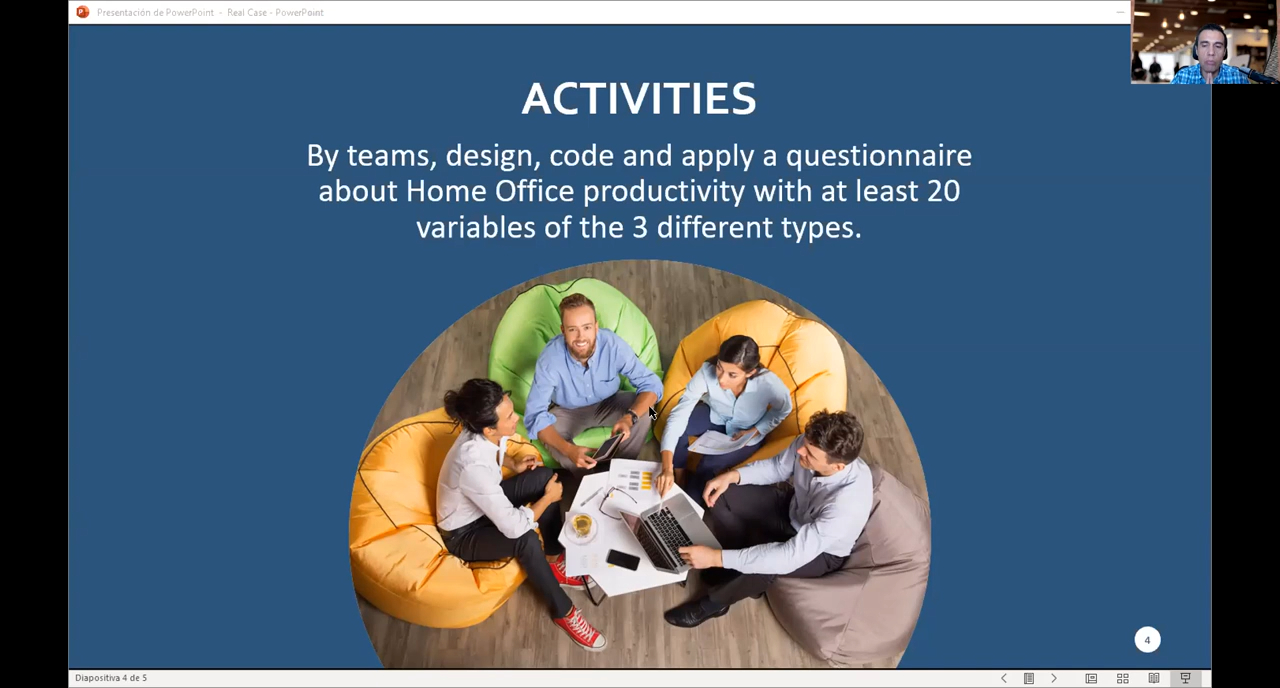 Presentación de PowerPoint - Real Case - PowerPoint
ACTIVITIES
By teams, design, code and apply a questionnaire
about Home Office productivity with at least 20
variables of the 3 different types.
4
Diapositiva 4 de 5